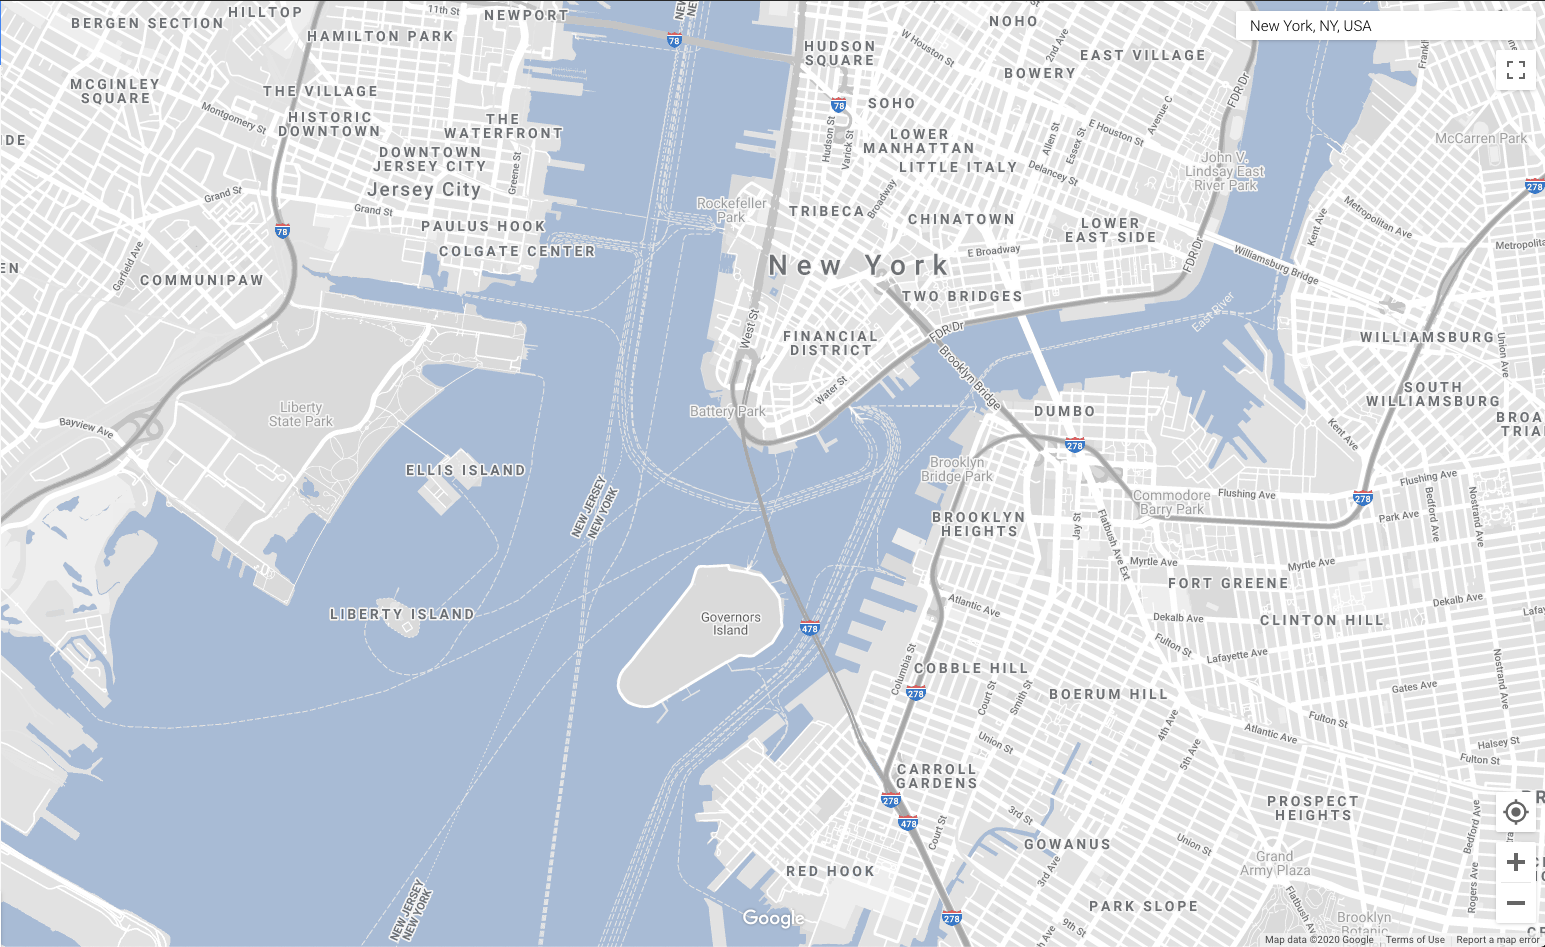 New York, NY, USA
HILLTOP
BERGEN SECTION
11th St
NEWPORT
HAMILTON PARK
NEW
NE
78
HUDSON
SQUARE
NOHO
W Houston St
2nd Ave
EAST VILLAGE
BOWERY
FDR Dr
MCGINLEY
SQUARE
THE VILLAGE
Montgomery St
HISTORIC
DOWNTOWN
THE
WATERFRONT
DOWNTOWN
JERSEY CITY
Jersey City
Greene St
78
SOHO
Hudson St
Varick St
LOWER
MANHATTAN
LITTLE ITALY
Allen St
Essex St
E Houston St
Avenue C
Delancey St
John V.
Lindsay East
River Park
McCarren Park
278
IDE
Grand St
Grand St
PAULUS HOOK
COLGATE CENTER
78
Rockefeller
Park
TRIBECA
Broadway
CHINATOWN
LOWER
EAST SIDE
E Broadway
FDR Dr
Williamsburg Bridge
Kent Ave
Metropolitan Ave
Metropolita
EN
Garfield Ave
COMMUNIPAW
New York
TWO BRIDGES
East River
West St
FINANCIAL
DISTRICT
FDR Dr
Brooklyn Bridge
Water St
WILLIAMSBURG
Union Ave
SOUTH
WILLIAMSBURG
BROA
TRIA
Kent Ave
Liberty
State Park
Bayview Ave
Battery Park
DUMBO
278
ELLIS ISLAND
Brooklyn
Bridge Park
NEW JERSEY
NEW YORK
Commodore
Barry Park
Flushing Ave
Flushing Ave
278
Park Ave
Bedford Ave
Nostrand Ave
BROOKLYN
HEIGHTS
Jay St
Flatbush Ave Ext
Myrtle Ave
Myrtle Ave
FORT GREENE
LIBERTY ISLAND
Governors
Island
478
Atlantic Ave
Dekalb Ave
Dekalb Ave
Lafay
CLINTON HILL
Fulton St
Lafayette Ave
Columbia St
COBBLE HILL
278
Court St
Smith St
BOERUM HILL
Gates Ave
Nostrand Ave
4th Ave
Fulton St
Atlantic Ave
Union St
5th Ave
Halsey St
Fulton St
CARROLL
GARDENS
278
478
Court St
3rd St
PROSPECT
HEIGHTS
Bedford Ave
GOWANUS
Union St
3rd Ave
Grand
Army Plaza
RED HOOK
Rogers Ave
NEW JERSEY
NEW YORK
Google
278
PARK SLOPE
9th St
Flatbush Av
Brooklyn
Botanic
Map data ©2020 Google
Terms of Use
Report a map error